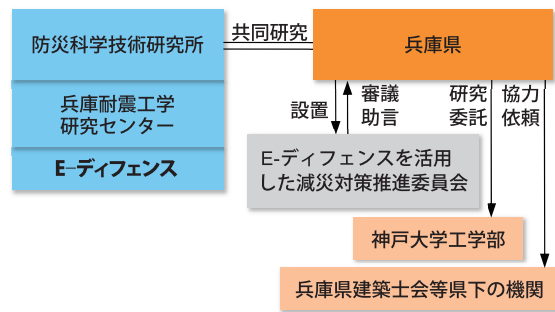 防災科学技術研究所
共同研究
兵庫県
兵庫耐震工学
研究センター
E−ディフェンス
設置
審議
助言
研究
委託
協力
依頼
E-ディフェンスを活用
した減災対策推進委員会
神戸大学工学部
兵庫県建築士会等県下の機関